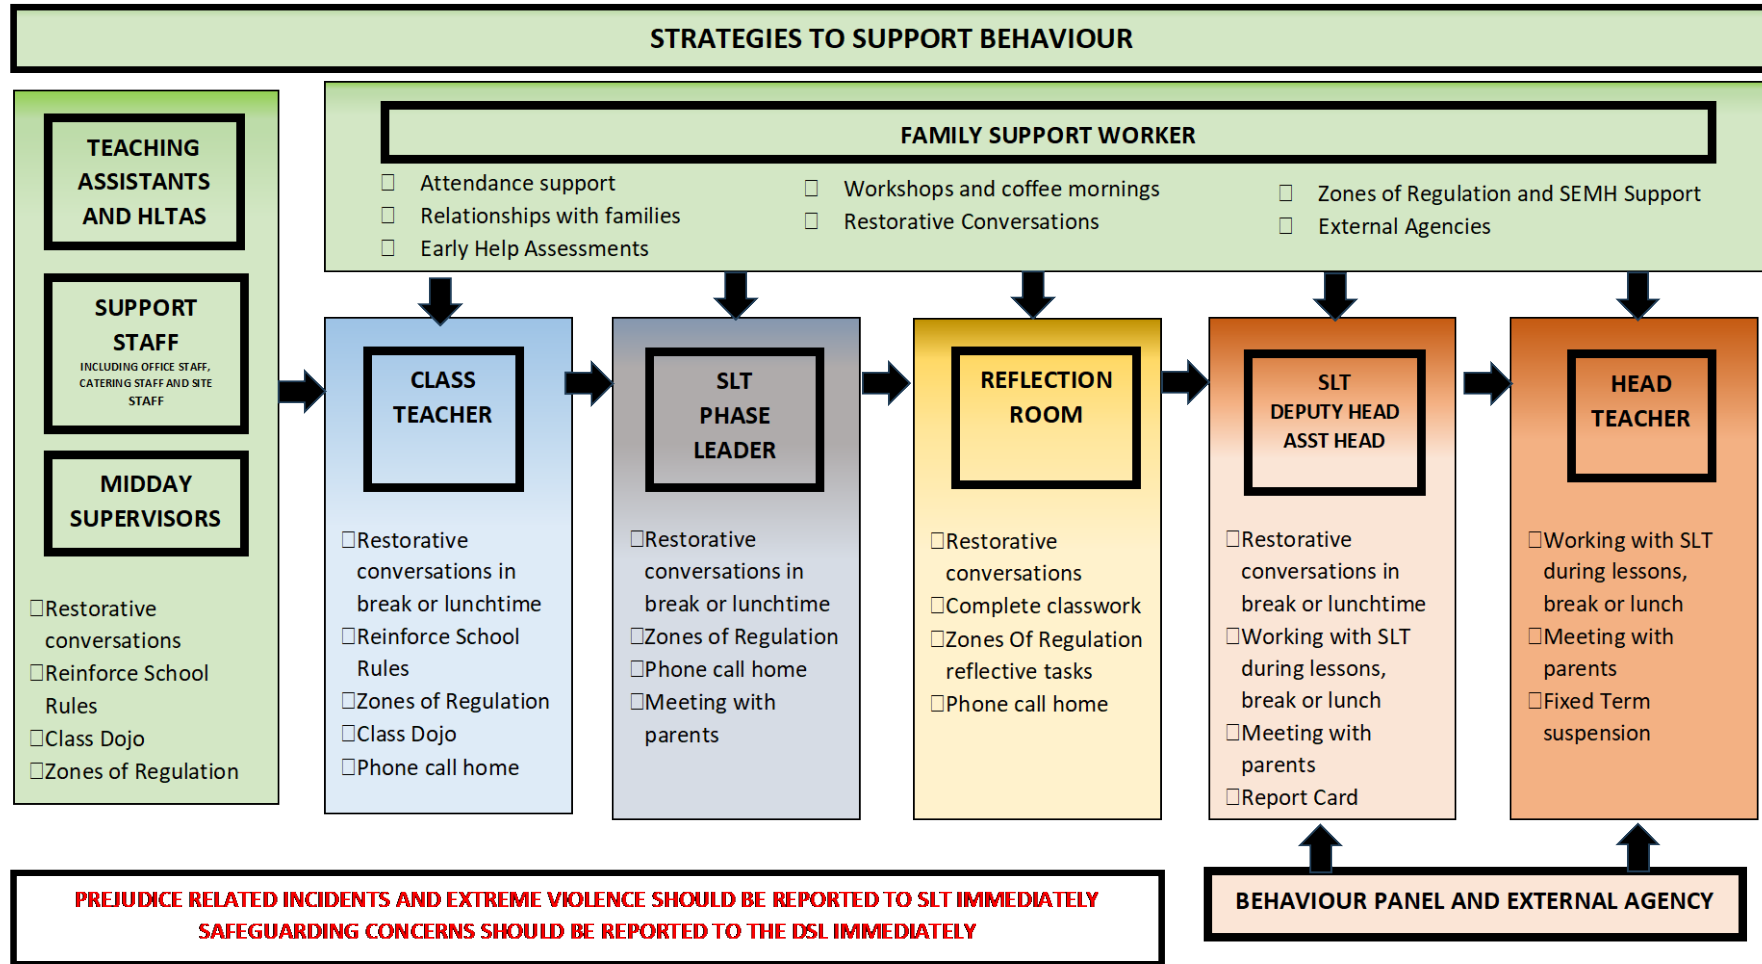 STRATEGIES TO SUPPORT BEHAVIOUR
TEACHING
ASSISTANTS
AND HLTAS
SUPPORT
STAFF
INCLUDING OFFICE STAFF,
CATERING STAFF AND SITE
STAFF
MIDDAY
SUPERVISORS
Restorative
conversations
Reinforce School
Rules
Class Dojo
Zones of Regulation
FAMILY SUPPORT WORKER
Attendance support
Relationships with families
Early Help Assessments
Workshops and coffee mornings
Restorative Conversations
Zones of Regulation and SEMH Support
External Agencies
CLASS
TEACHER
Restorative
conversations in
break or lunchtime
Reinforce School
Rules
Zones of Regulation
Class Dojo
Phone call home
SLT
PHASE
LEADER
Restorative
conversations in
break or lunchtime
Zones of Regulation
Phone call home
Meeting with
parents
REFLECTION
ROOM
Restorative
conversations
Complete classwork
Zones Of Regulation
reflective tasks
Phone call home
SLT
DEPUTY HEAD
ASST HEAD
Restorative
conversations in
break or lunchtime
Working with SLT
during lessons,
break or lunch
Meeting with
parents
Report Card
HEAD
TEACHER
Working with SLT
during lessons,
break or lunch
Meeting with
parents
Fixed Term
suspension
PREJUDICE RELATED INCIDENTS AND EXTREME VIOLENCE SHOULD BE REPORTED TO SLT IMMEDIATELY
SAFEGUARDING CONCERNS SHOULD BE REPORTED TO THE DSL IMMEDIATELY
BEHAVIOUR PANEL AND EXTERNAL AGENCY